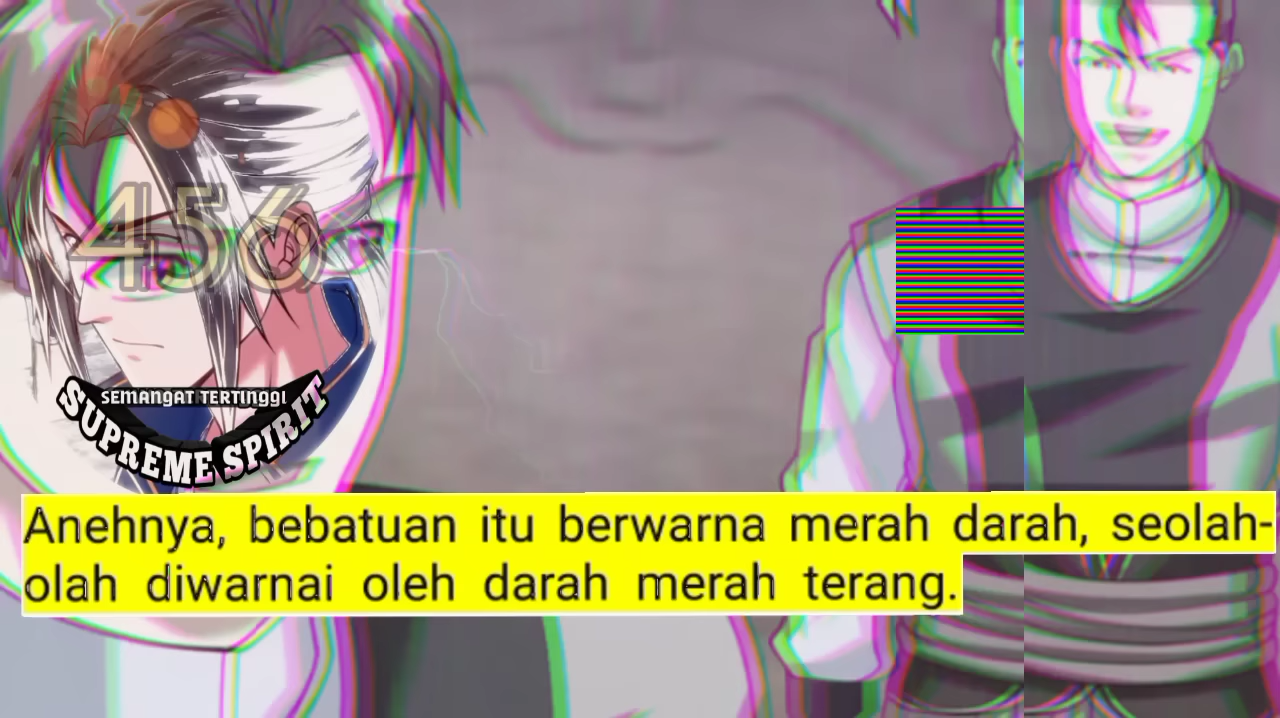 456
SEMANGAT TERTINGGI
SUPREME SPIRIT
Anehnya, bebatuan itu berwarna merah darah, seolah-
olah diwarnai oleh darah merah terang.